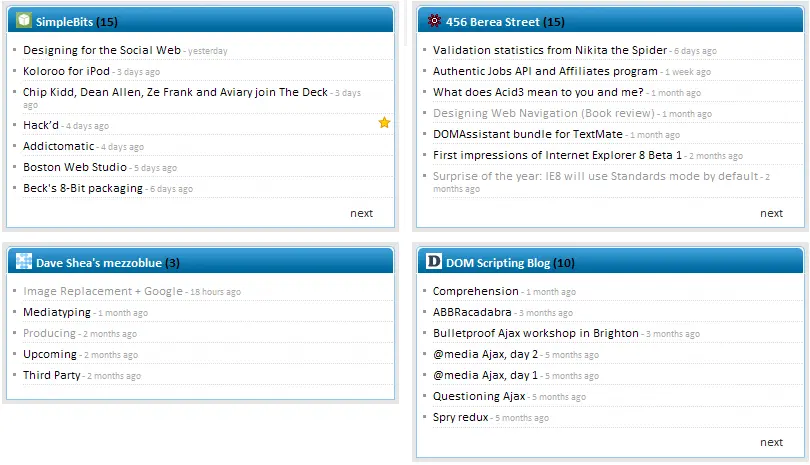 SimpleBits (15)
Designing for the Social Web - yesterday
Koloroo for iPod - 3 days ago
Chip Kidd, Dean Allen, Ze Frank and Aviary join The Deck - 3 days
ago
Hack'd - 4 days ago
Addictomatic - 4 days ago
Boston Web Studio - 5 days ago
Beck's 8-Bit packaging - 6 days ago
next
456 Berea Street (15)
Validation statistics from Nikita the Spider - 6 days ago
Authentic Jobs API and Affiliates program - 1 week ago
What does Acid3 mean to you and me? - 1 month ago
Designing Web Navigation (Book review) - 1 month ago
DOMAssistant bundle for TextMate - 1 month ago
First impressions of Internet Explorer 8 Beta 1 - 2 months ago
Surprise of the year: IE8 will use Standards mode by default - 2
months ago
next
Dave Shea's mezzoblue (3)
Image Replacement + Google - 18 hours ago
Mediatyping - 1 month ago
Producing - 2 months ago
Upcoming - 2 months ago
Third Party - 2 months ago
D DOM Scripting Blog (10)
Comprehension - 1 month ago
ABBRacadabra - 3 months ago
Bulletproof Ajax workshop in Brighton - 3 months ago
@media Ajax, day 2 - 5 months ago
@media Ajax, day 1 - 5 months ago
Questioning Ajax - 5 months ago
Spry redux - 5 months ago
next